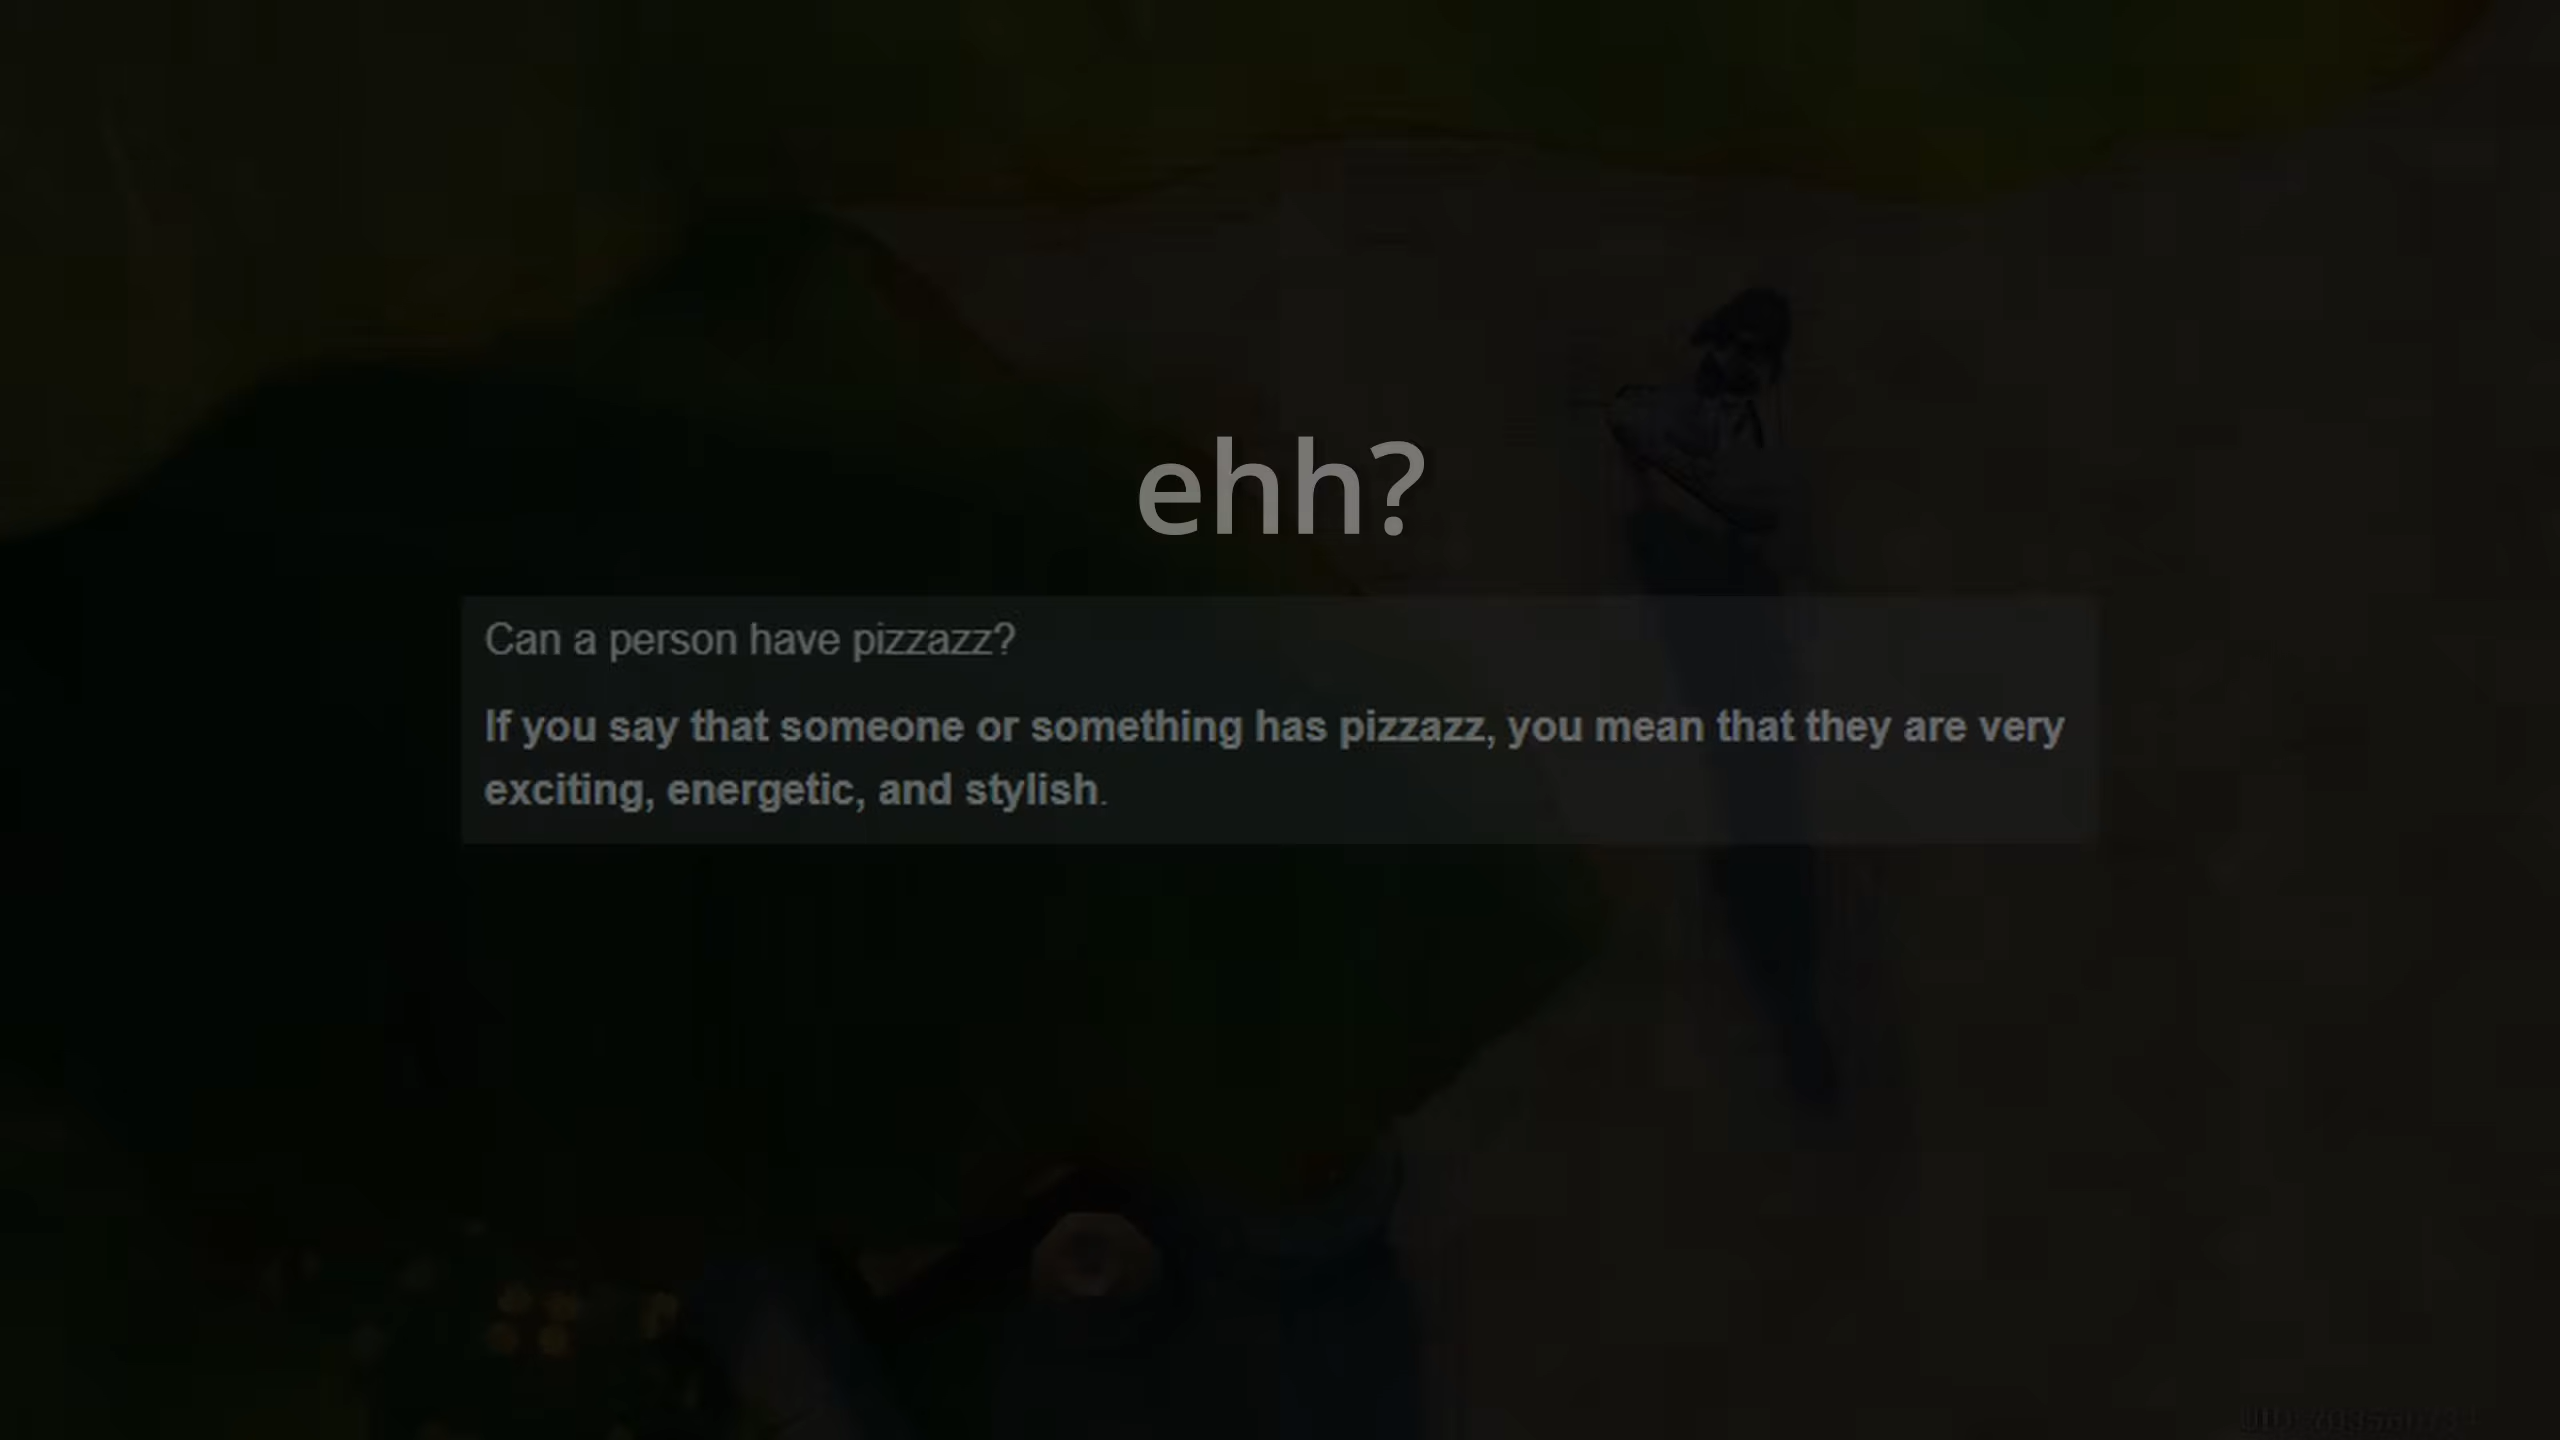 ehh?
Can a person have pizzazz?
If you say that someone or something has pizzazz, you mean that they are very
exciting, energetic, and stylish.